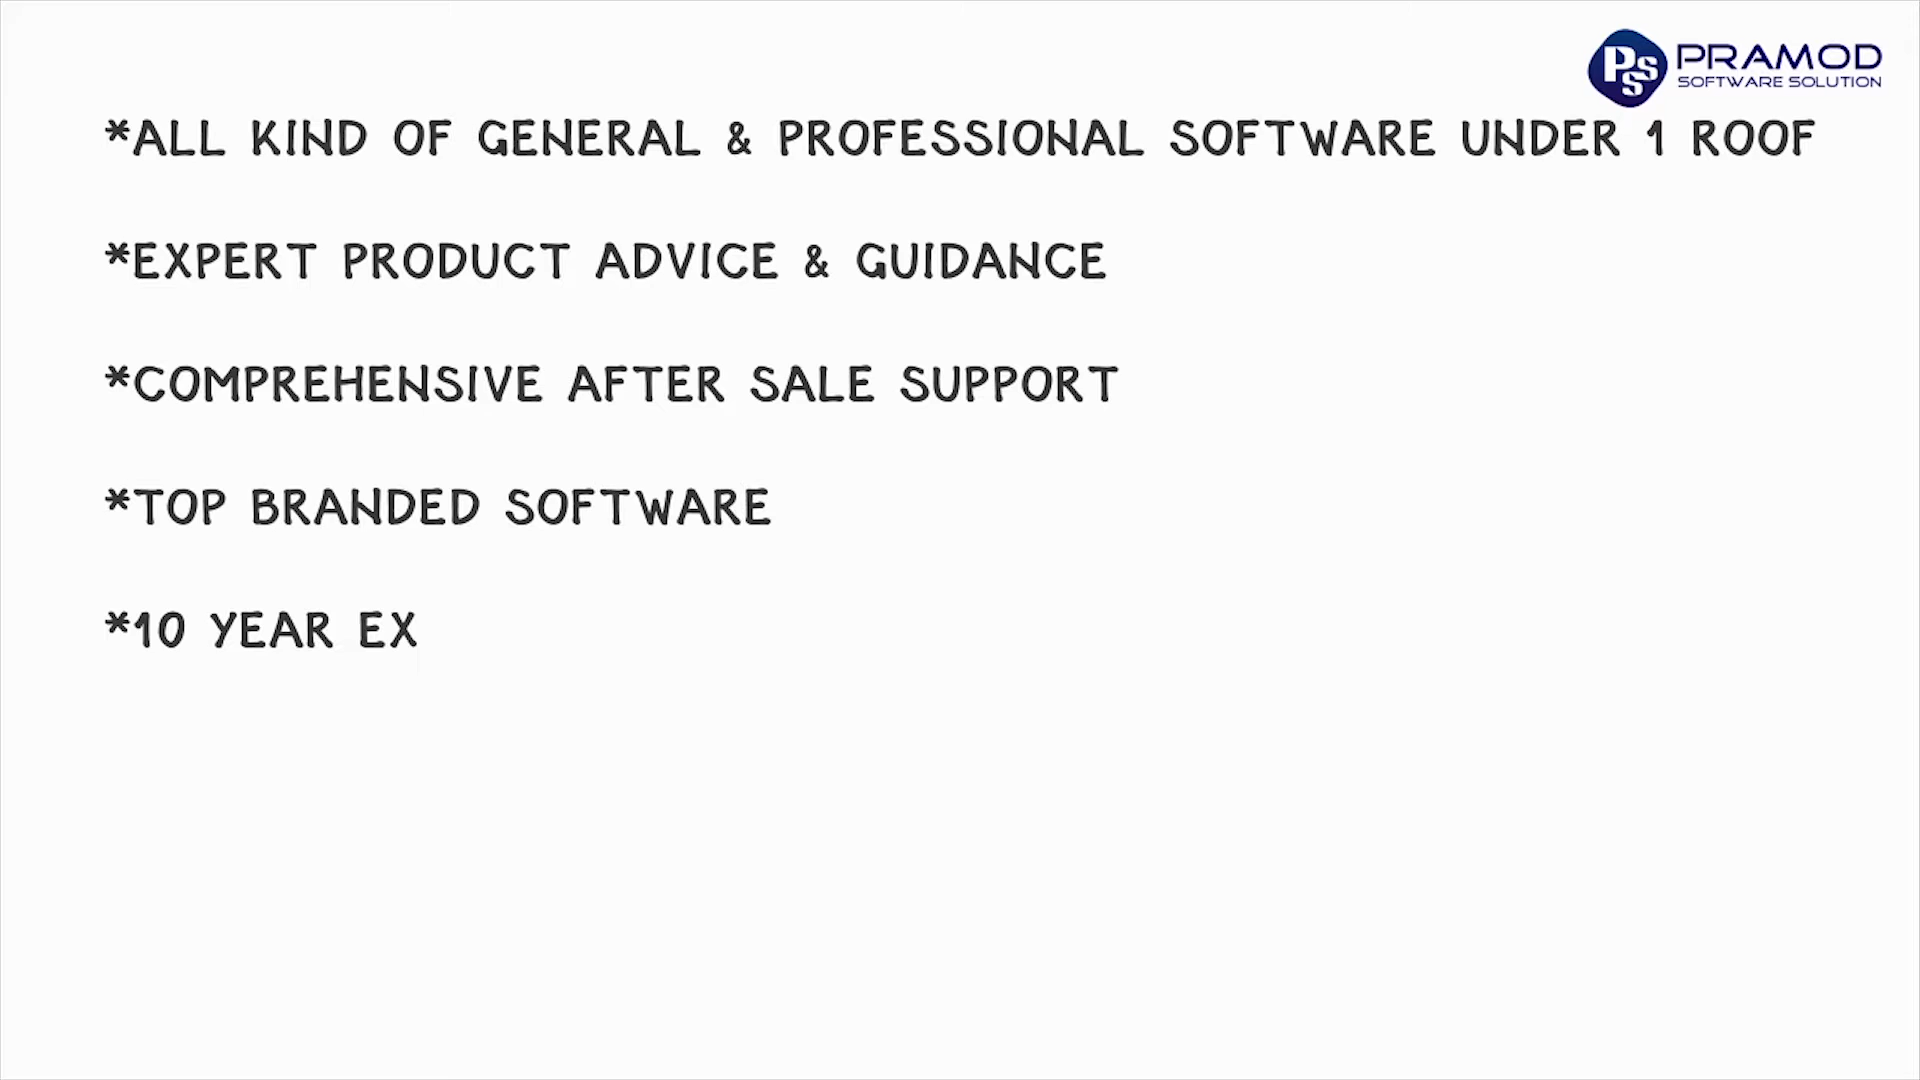 PSS PRAMOD
SOFTWARE SOLUTION
*ALL KIND OF GENERAL & PROFESSIONAL SOFTWARE UNDER 1 ROOF
*EXPERT PRODUCT ADVICE & GUIDANCE
*COMPREHENSIVE AFTER SALE SUPPORT
*TOP BRANDED SOFTWARE
*10 YEAR EX